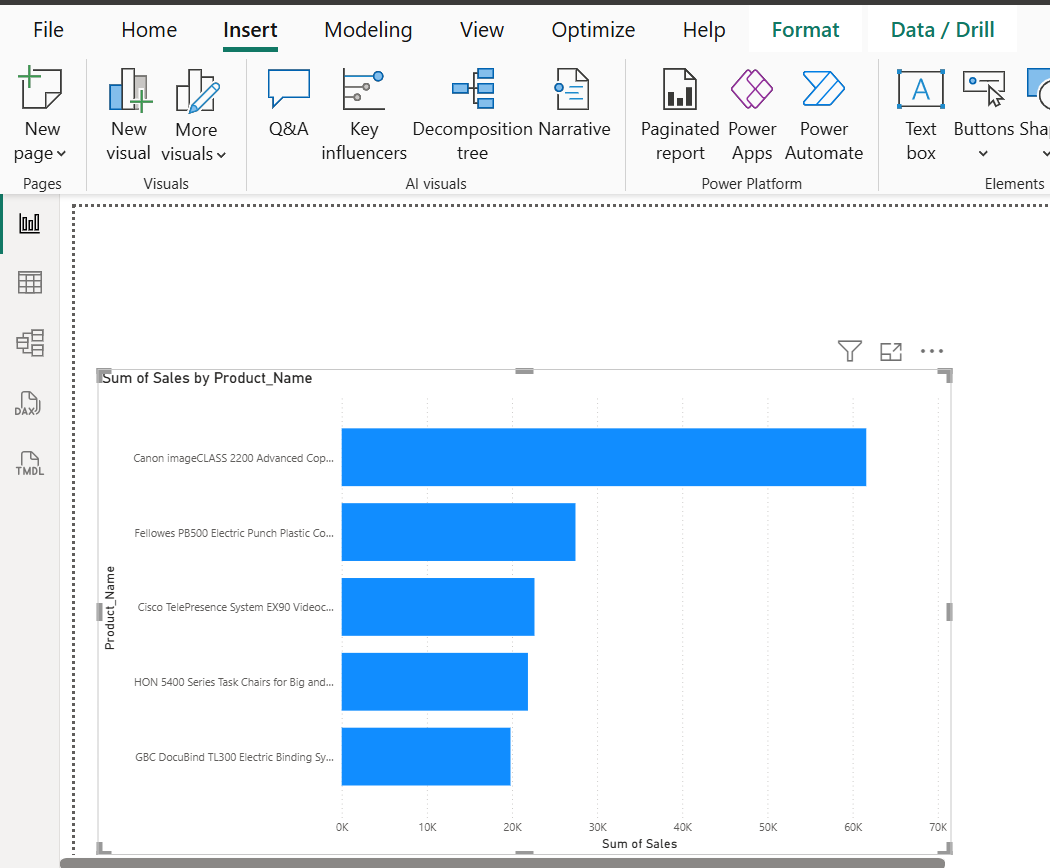 File Home Insert Modeling View Optimize Help Format Data / Drill
New page
New visual
More visuals
Q&A
Key influencers
Decomposition tree
Narrative
Paginated report
Power Apps
Power Automate
A
Text box
Buttons
Shap
Pages
Visuals
AI visuals
Power Platform
Elements
DAX
TMDL
Sum of Sales by Product_Name
Product_Name
Canon imageCLASS 2200 Advanced Cop...
Fellowes PB500 Electric Punch Plastic Co...
Cisco TelePresence System EX90 Videoc...
HON 5400 Series Task Chairs for Big and...
GBC DocuBind TL300 Electric Binding Sy...
0K 10K 20K 30K 40K 50K 60K 70K
Sum of Sales